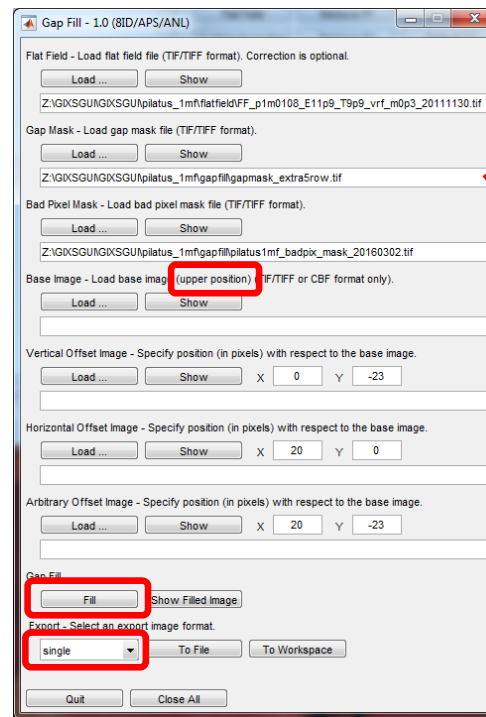 Gap Fill - 1.0 (8ID/APS/ANL)
Flat Field - Load flat field file (TIF/TIFF format). Correction is optional.
Load ... Show
Z:\GIXSGUI\GIXSGUI\pilatus_1mf\flatfield\FF_p1m0108_E11p9_T9p9_vrf_m0p3_20111130.tif
Gap Mask - Load gap mask file (TIF/TIFF format).
Load ... Show
Z:\GIXSGUI\GIXSGUI\pilatus_1mf\gapfill\gapmask_extra5row.tif
Bad Pixel Mask - Load bad pixel mask file (TIF/TIFF format).
Load ... Show
Z:\GIXSGUI\GIXSGUI\pilatus_1mf\gapfill\pilatus1mf_badpix_mask_20160302.tif
Base Image - Load base image (upper position) (TIF/TIFF or CBF format only).
Load ... Show
Vertical Offset Image - Specify position (in pixels) with respect to the base image.
Load ... Show X 0 Y -23
Horizontal Offset Image - Specify position (in pixels) with respect to the base image.
Load ... Show X 20 Y 0
Arbitrary Offset Image - Specify position (in pixels) with respect to the base image.
Load ... Show X 20 Y -23
Gap Fill
Fill Show Filled Image
Export - Select an export image format.
single To File To Workspace
Quit Close All